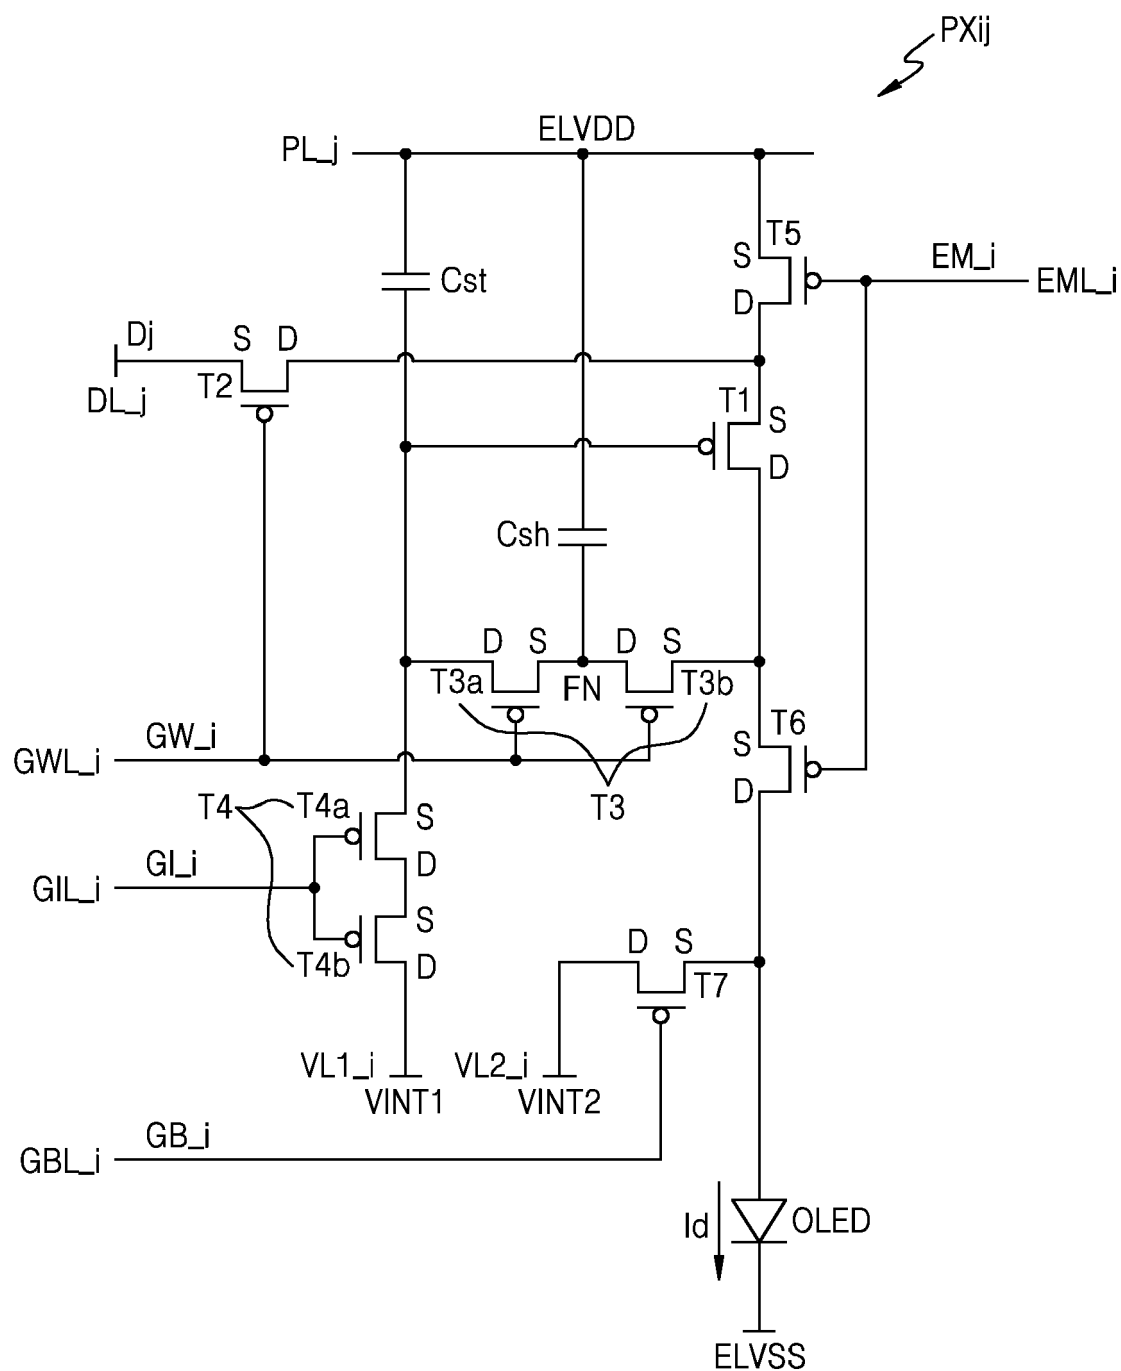 PXij
ELVDD
PL_j
T5
S
EM_i
EML_i
Cst
D
Dj
S D
T2
DL_j
T1
S
D
Csh
D S
D S
T3a
FN
T3b
T6
GW_i
GWL_i
S
D
T3
T4
T4a
S
D
GI_i
GIL_i
S
T4b
D
D S
T7
VL1_i
VL2_i
VINT1
VINT2
GB_i
GBL_i
Id
OLED
ELVSS